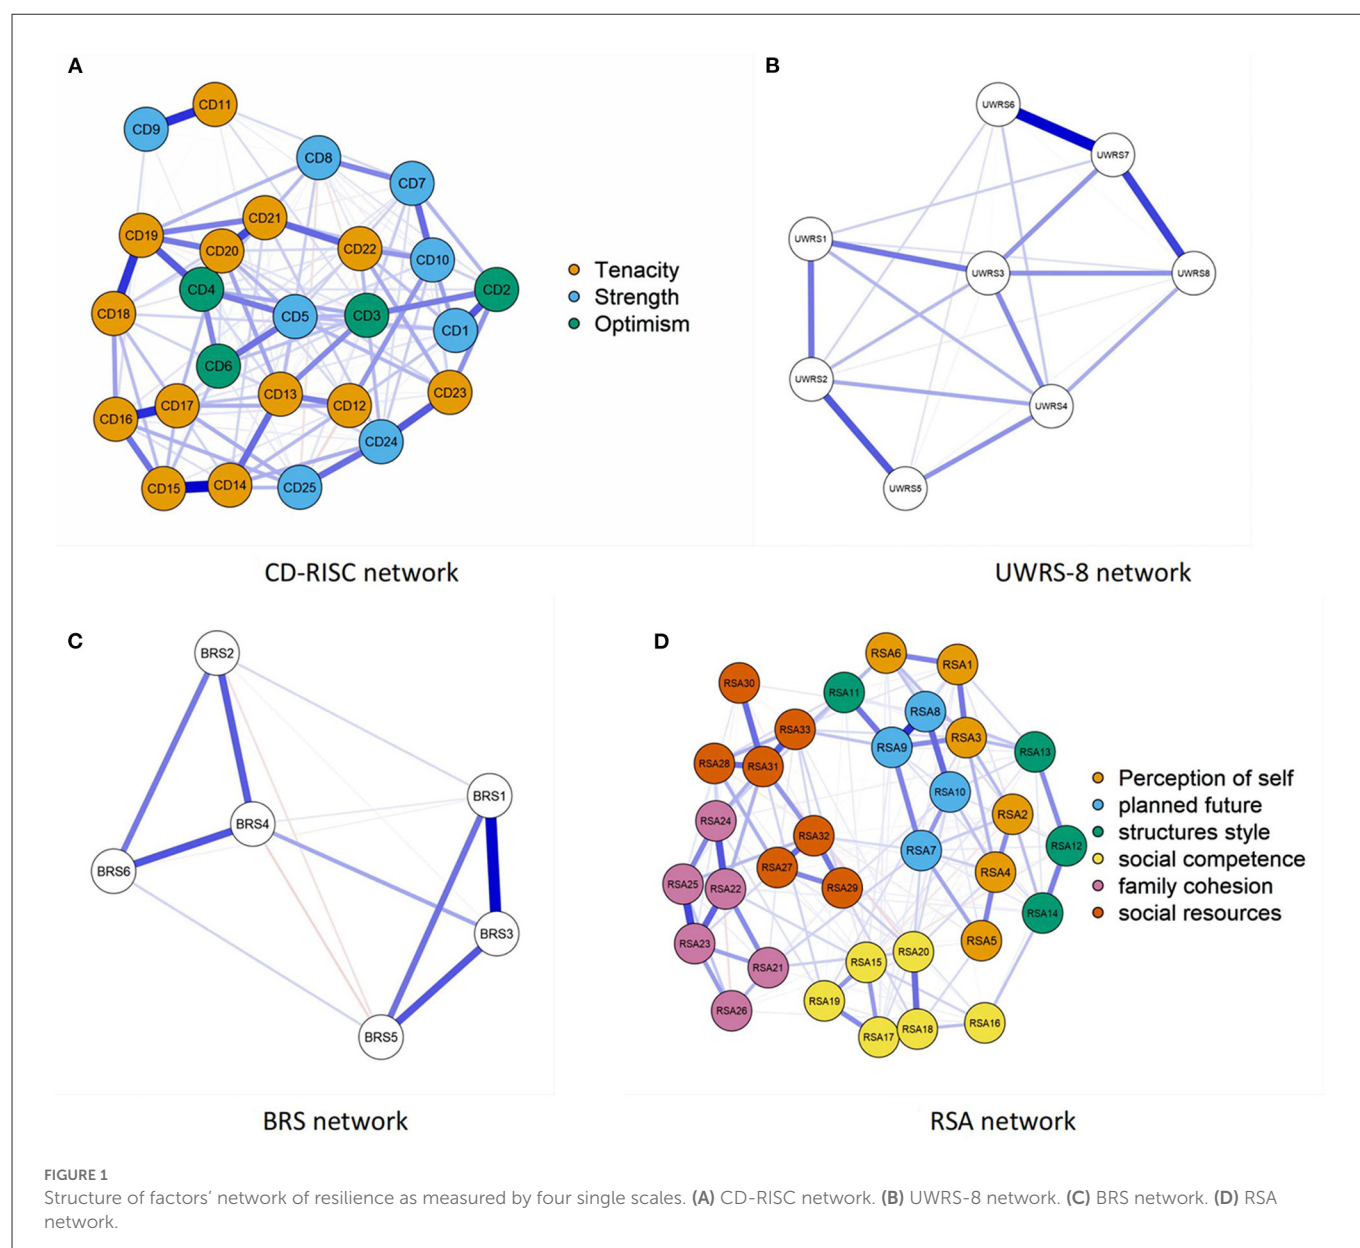 A
CD11
CD9
CD8
CD7
CD21
CD19
CD20
CD22
CD10
CD4
CD2
CD18
CD5
CD3
CD1
CD6
CD13
CD23
CD17
CD12
CD16
CD24
CD15
CD14
CD25
Tenacity
Strength
Optimism
CD-RISC network
B
UWRS6
UWRS7
UWRS1
UWRS3
UWRS8
UWRS2
UWRS4
UWRS5
UWRS-8 network
C
BRS2
BRS1
BRS4
BRS6
BRS3
BRS5
BRS network
D
RSA6
RSA1
RSA30
RSA11
RSA8
RSA33
RSA3
RSA9
RSA13
RSA28
RSA31
RSA10
RSA2
RSA24
RSA32
RSA7
RSA12
RSA27
RSA4
RSA25
RSA22
RSA29
RSA14
RSA23
RSA5
RSA20
RSA15
RSA21
RSA19
RSA26
RSA16
RSA18
RSA17
Perception of self
planned future
structures style
social competence
family cohesion
social resources
RSA network
FIGURE 1
Structure of factors’ network of resilience as measured by four single scales. (A) CD-RISC network. (B) UWRS-8 network. (C) BRS network. (D) RSA
network.